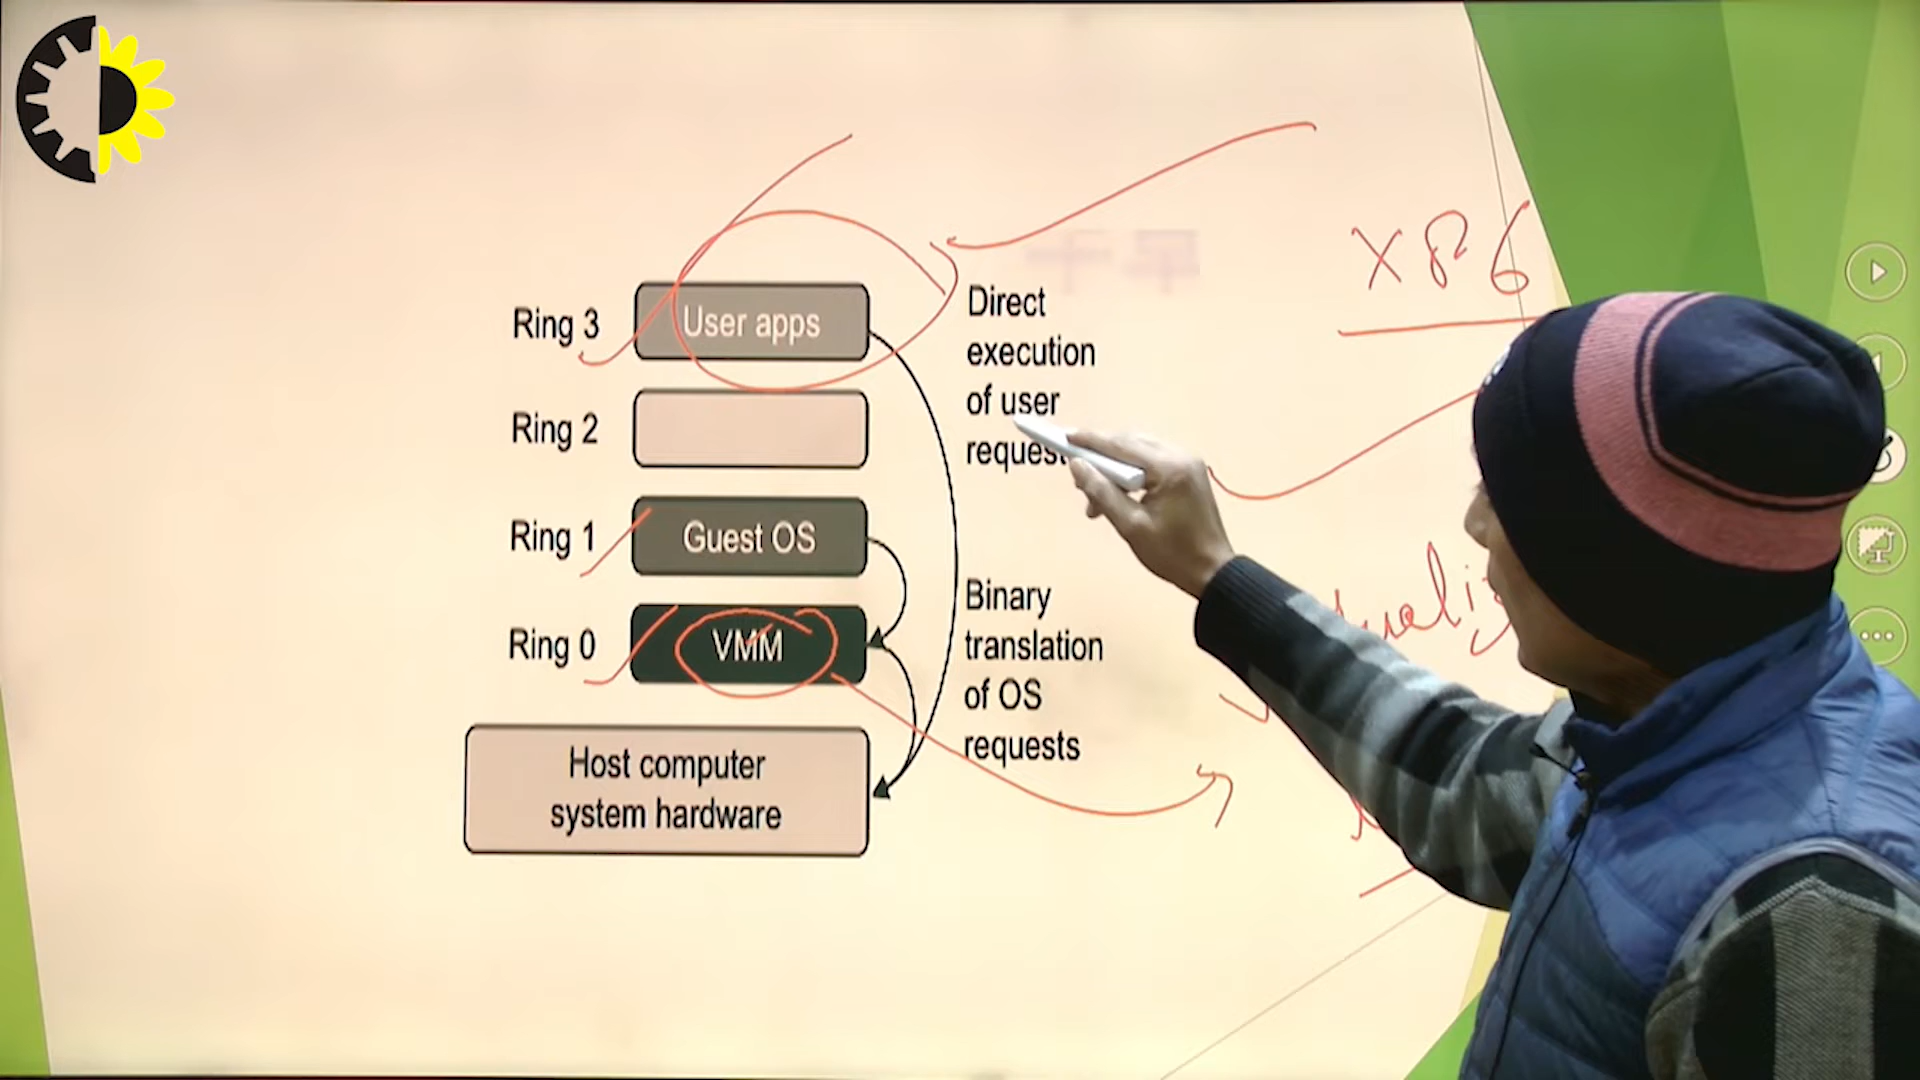 X86
Ring 3
User apps
Direct
execution
of user
Ring 2
Ring 1
Guest OS
Ring 0
VMM
Binary
translation
of OS
requests
Host computer
system hardware